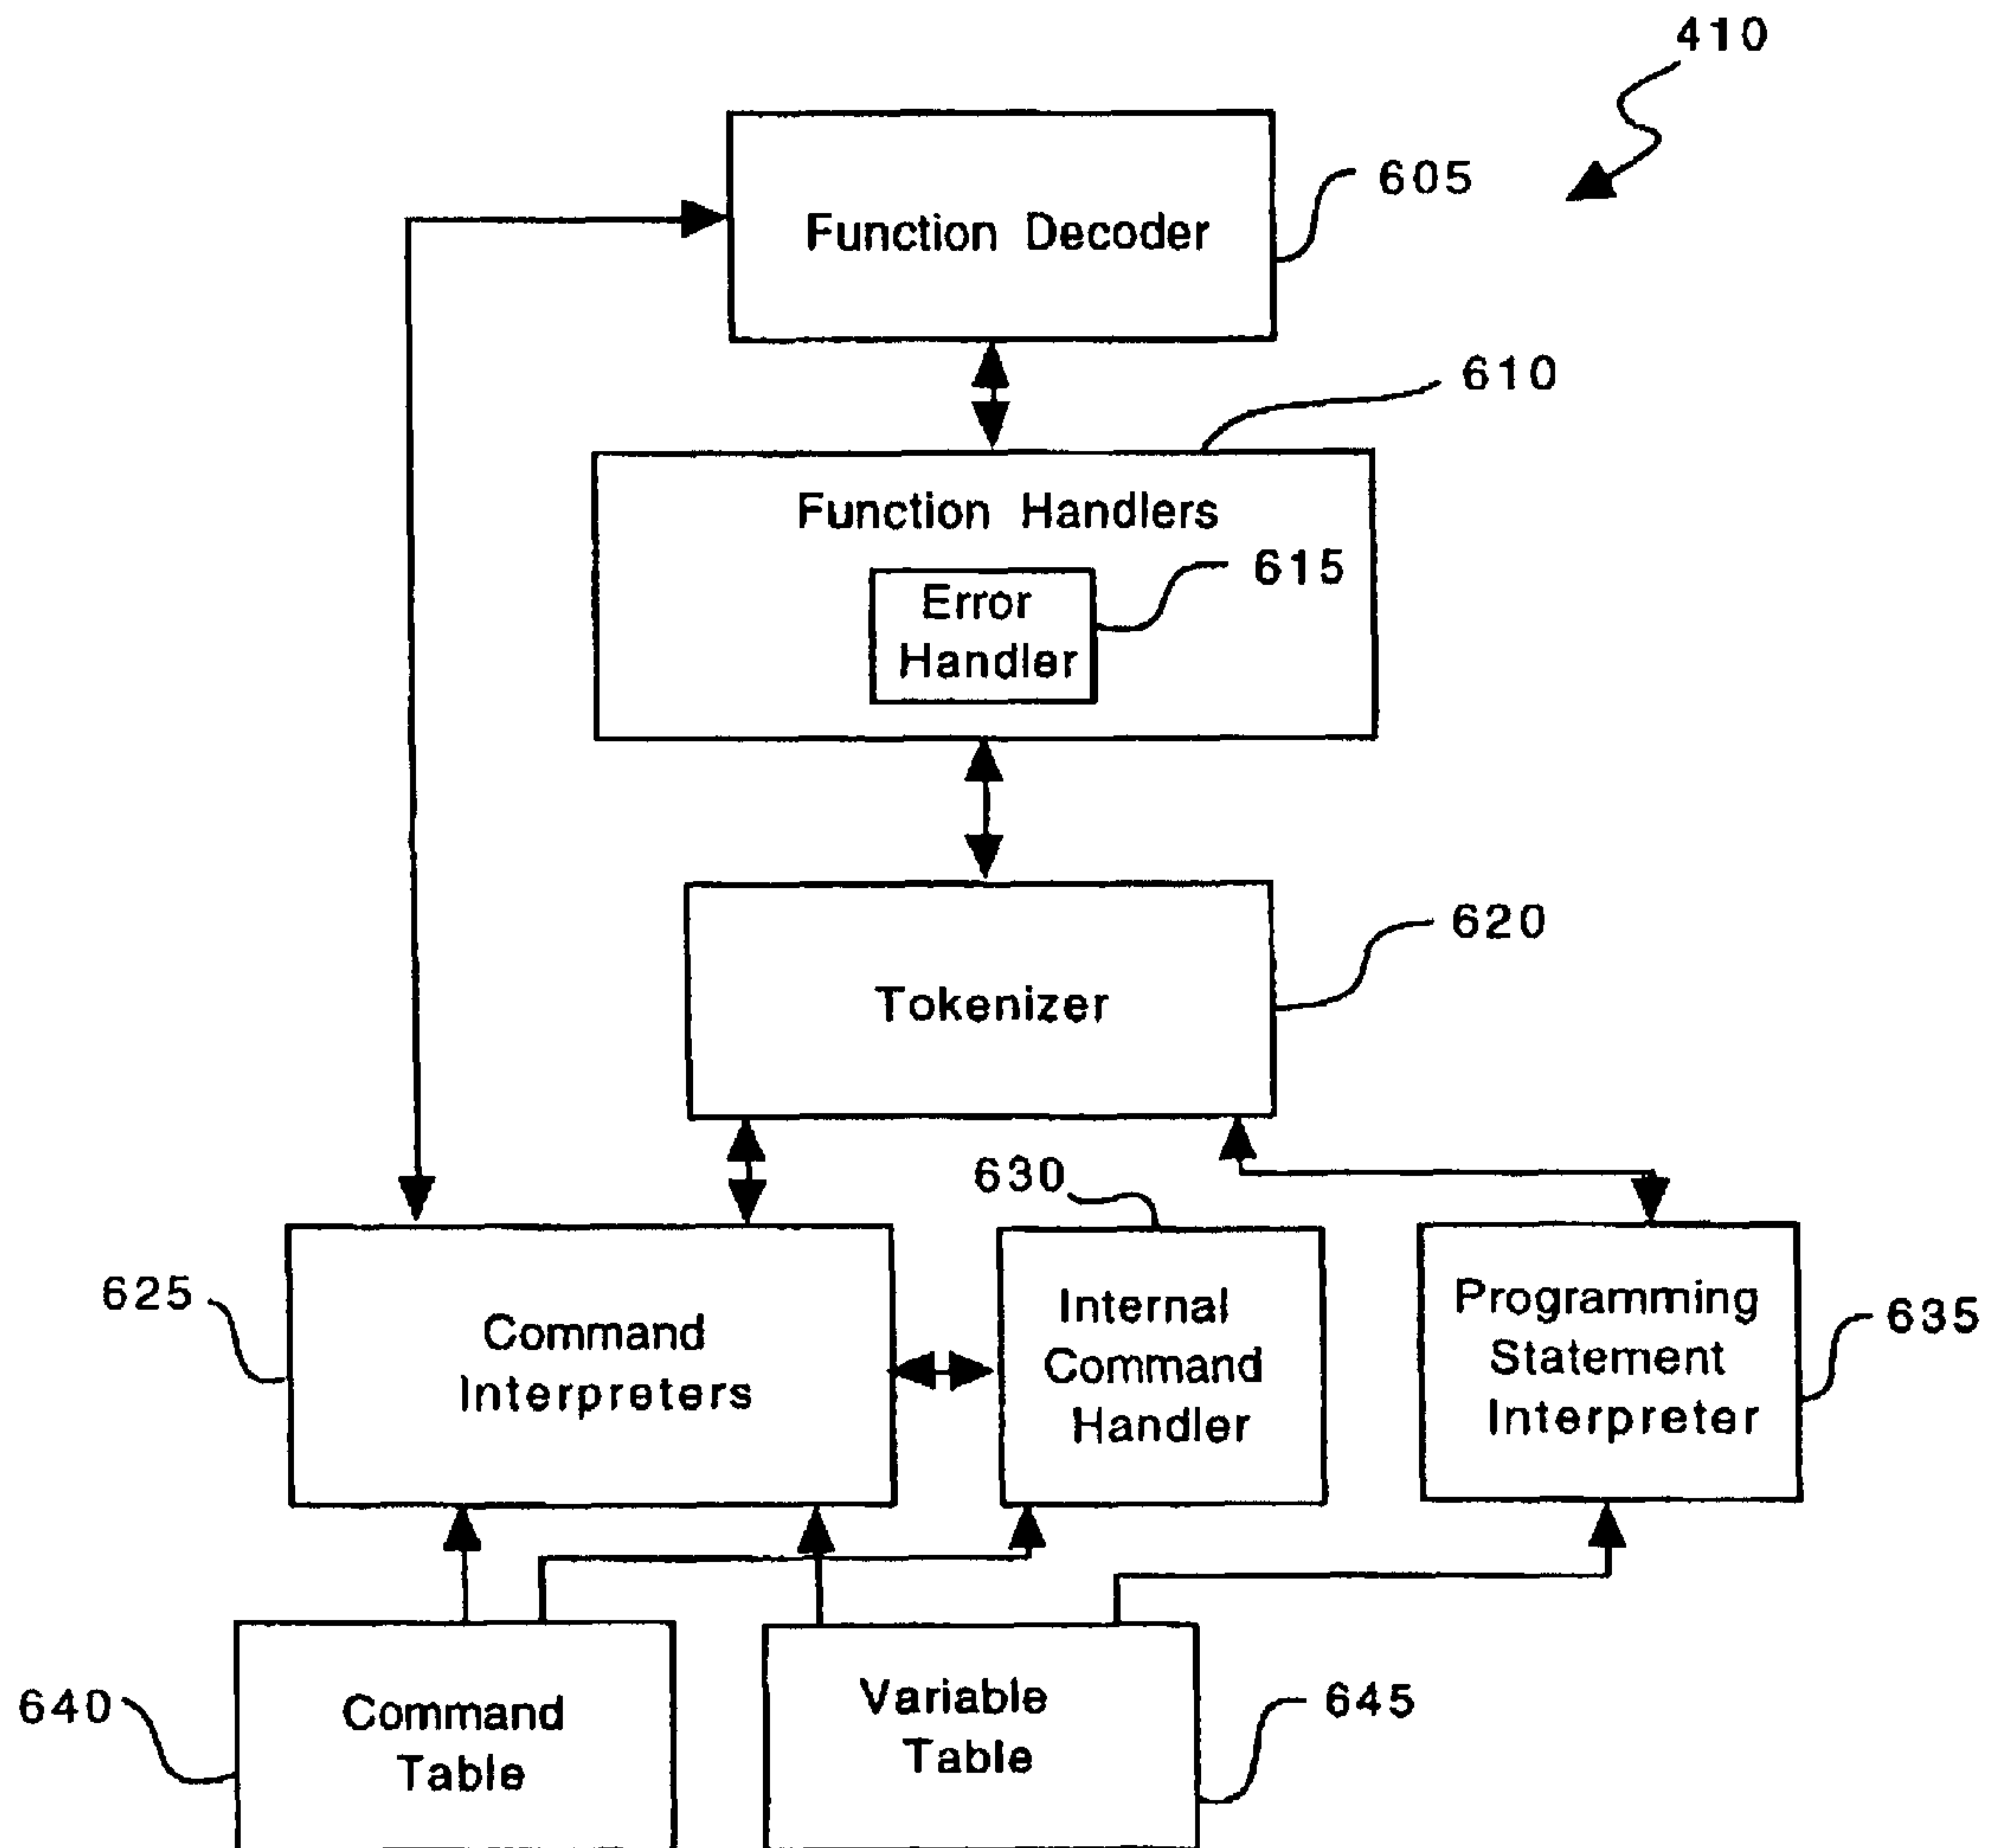 410
Function Decoder
605
610
Function Handlers
Error
Handler
615
Tokenizer
620
630
625
Command
Interpreters
Internal
Command
Handler
Programming
Statement
Interpreter
635
640
Command
Table
Variable
Table
645